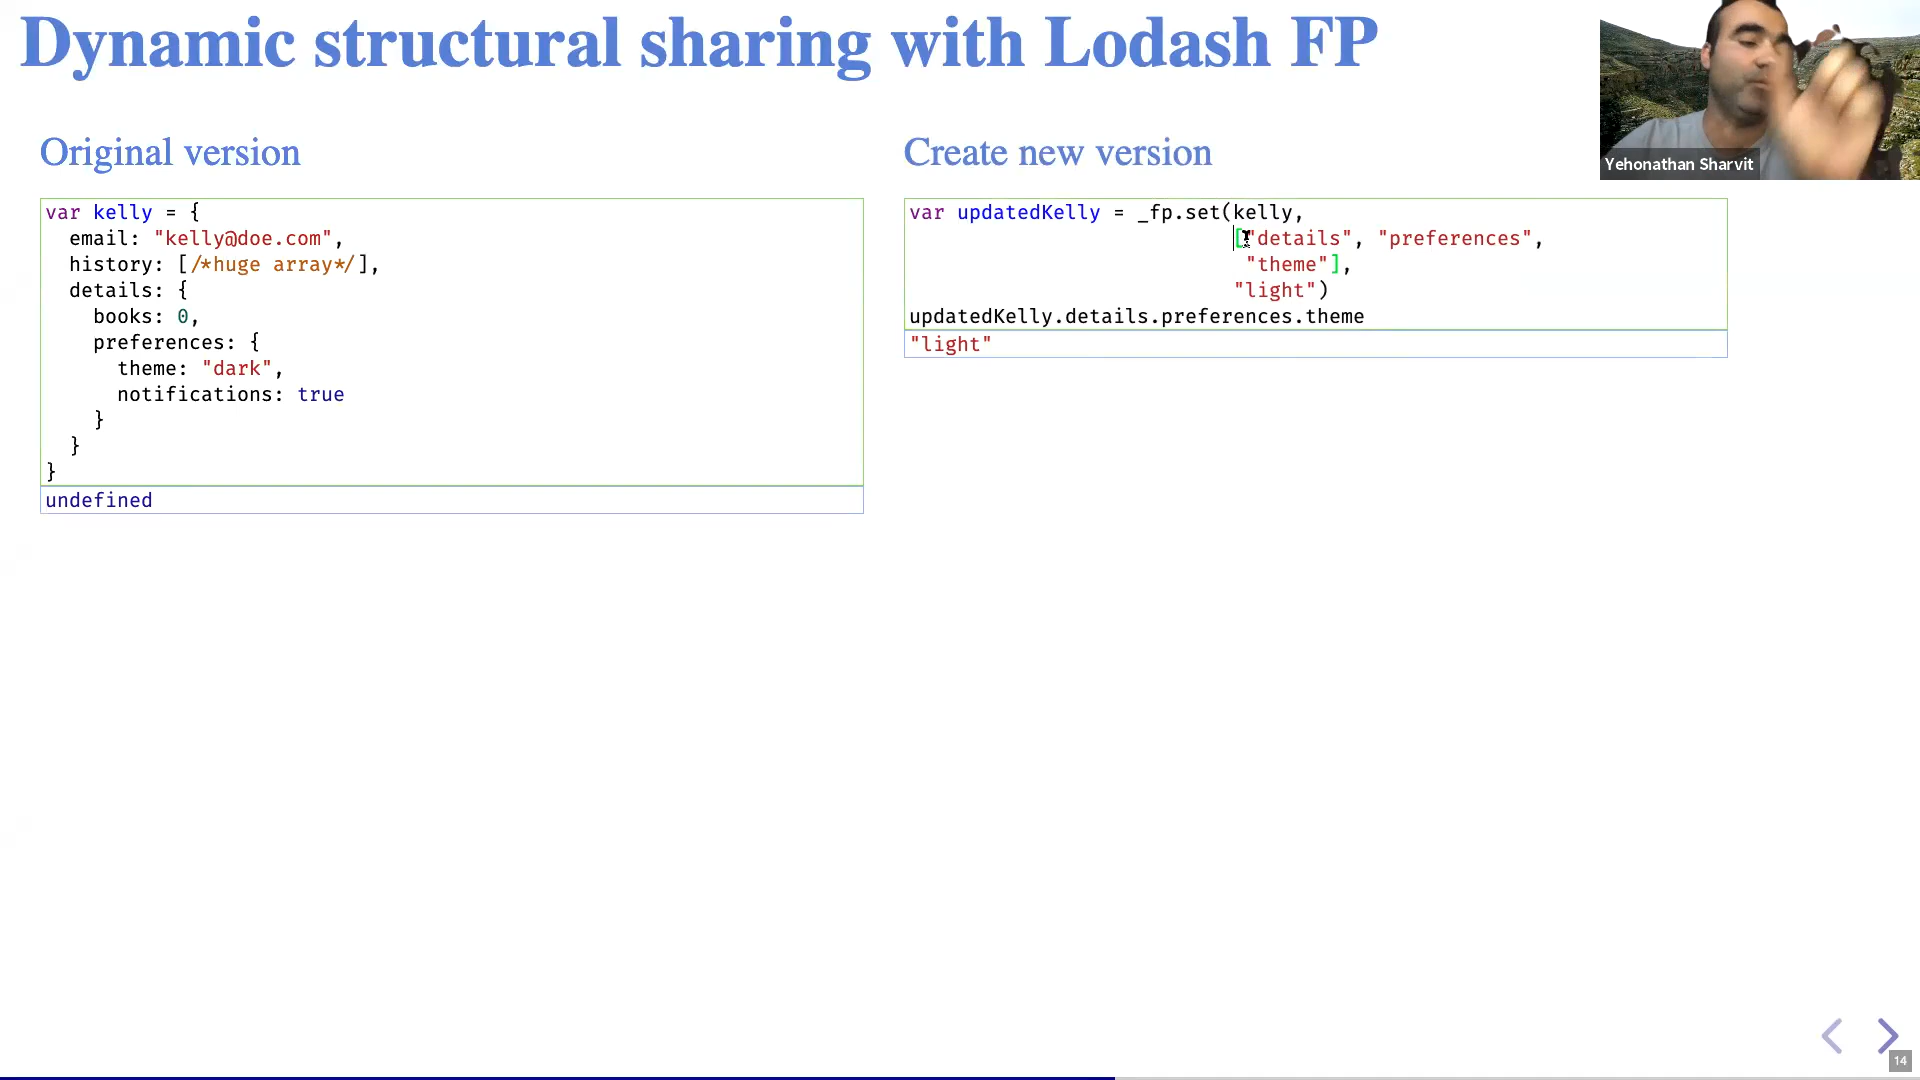 Dynamic structural sharing with Lodash FP
Yehonathan Sharvit
Original version
var kelly = {
  email: "kelly@doe.com",
  history: [/*huge array*/],
  details: {
    books: 0,
    preferences: {
      theme: "dark",
      notifications: true
    }
  }
}
undefined
Create new version
var updatedKelly = _fp.set(kelly,
                           ["details", "preferences",
                            "theme"],
                           "light")
updatedKelly.details.preferences.theme
"light"
14